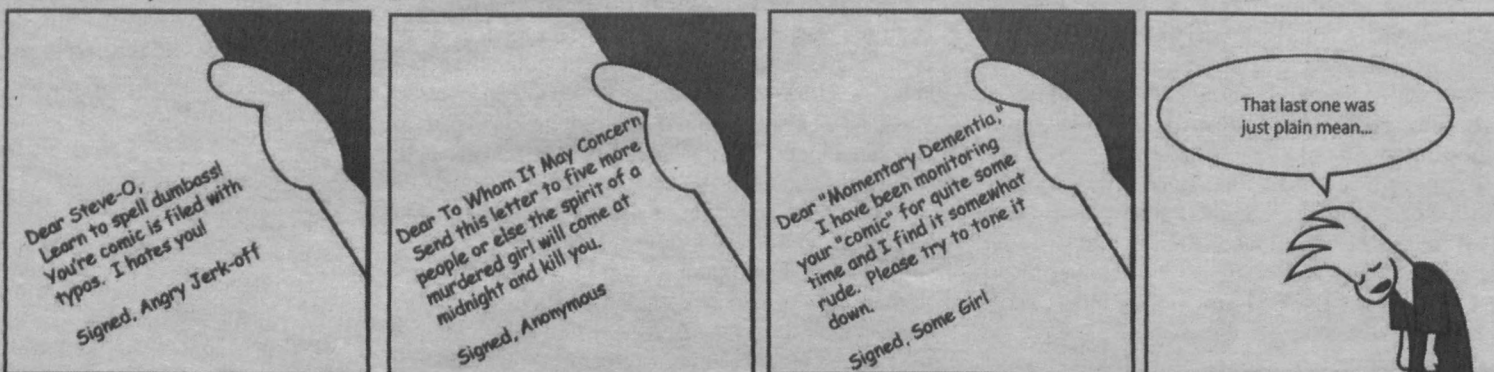 Dear Steve-O,
Learn to spell dumbass!
You're comic is filed with
typos. I hates you!
Signed, Angry Jerk-off
Dear To Whom It May Concern
Send this letter to five more
people or else the spirit of a
murdered girl will come at
midnight and kill you.
Signed, Anonymous
Dear "Momentary Dementia,"
I have been monitoring
your "comic" for quite some
time and I find it somewhat
rude. Please try to tone it
down.
Signed, Some Girl
That last one was
just plain mean...